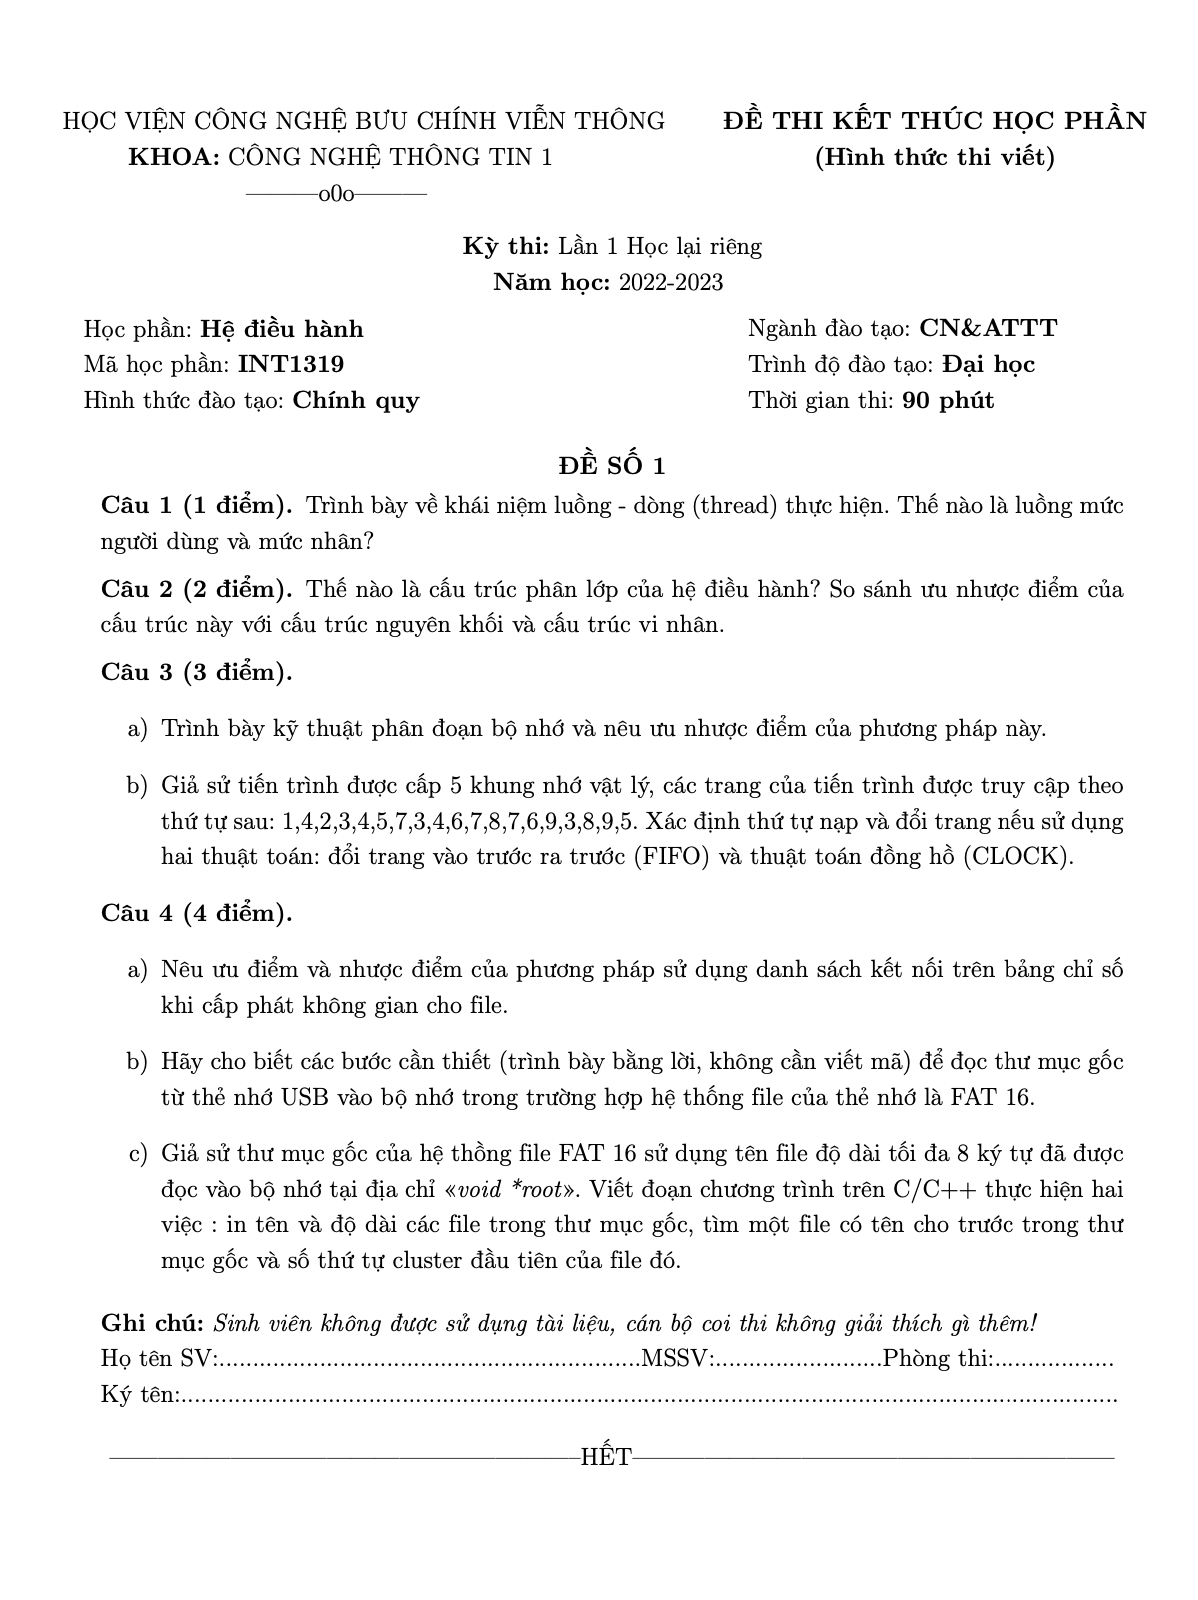 HỌC VIỆN CÔNG NGHỆ BƯU CHÍNH VIỄN THÔNG
KHOA: CÔNG NGHỆ THÔNG TIN 1
———o0o———
ĐỀ THI KẾT THÚC HỌC PHẦN
(Hình thức thi viết)
Kỳ thi: Lần 1 Học lại riêng
Năm học: 2022-2023
Học phần: Hệ điều hành
Mã học phần: INT1319
Hình thức đào tạo: Chính quy
Ngành đào tạo: CN&ATTT
Trình độ đào tạo: Đại học
Thời gian thi: 90 phút
ĐỀ SỐ 1
Câu 1 (1 điểm). Trình bày về khái niệm luồng - dòng (thread) thực hiện. Thế nào là luồng mức
người dùng và mức nhân?
Câu 2 (2 điểm). Thế nào là cấu trúc phân lớp của hệ điều hành? So sánh ưu nhược điểm của
cấu trúc này với cấu trúc nguyên khối và cấu trúc vi nhân.
Câu 3 (3 điểm).
a) Trình bày kỹ thuật phân đoạn bộ nhớ và nêu ưu nhược điểm của phương pháp này.
b) Giả sử tiến trình được cấp 5 khung nhớ vật lý, các trang của tiến trình được truy cập theo
thứ tự sau: 1,4,2,3,4,5,7,3,4,6,7,8,7,6,9,3,8,9,5. Xác định thứ tự nạp và đổi trang nếu sử dụng
hai thuật toán: đổi trang vào trước ra trước (FIFO) và thuật toán đồng hồ (CLOCK).
Câu 4 (4 điểm).
a) Nêu ưu điểm và nhược điểm của phương pháp sử dụng danh sách kết nối trên bảng chỉ số
khi cấp phát không gian cho file.
b) Hãy cho biết các bước cần thiết (trình bày bằng lời, không cần viết mã) để đọc thư mục gốc
từ thẻ nhớ USB vào bộ nhớ trong trường hợp hệ thống file của thẻ nhớ là FAT 16.
c) Giả sử thư mục gốc của hệ thồng file FAT 16 sử dụng tên file độ dài tối đa 8 ký tự đã được
đọc vào bộ nhớ tại địa chỉ «void *root». Viết đoạn chương trình trên C/C++ thực hiện hai
việc : in tên và độ dài các file trong thư mục gốc, tìm một file có tên cho trước trong thư
mục gốc và số thứ tự cluster đầu tiên của file đó.
Ghi chú: Sinh viên không được sử dụng tài liệu, cán bộ coi thi không giải thích gì thêm!
Họ tên SV:...............................................................MSSV:.........................Phòng thi:..................
Ký tên:............................................................................................................................................
————————————————————HẾT————————————————————